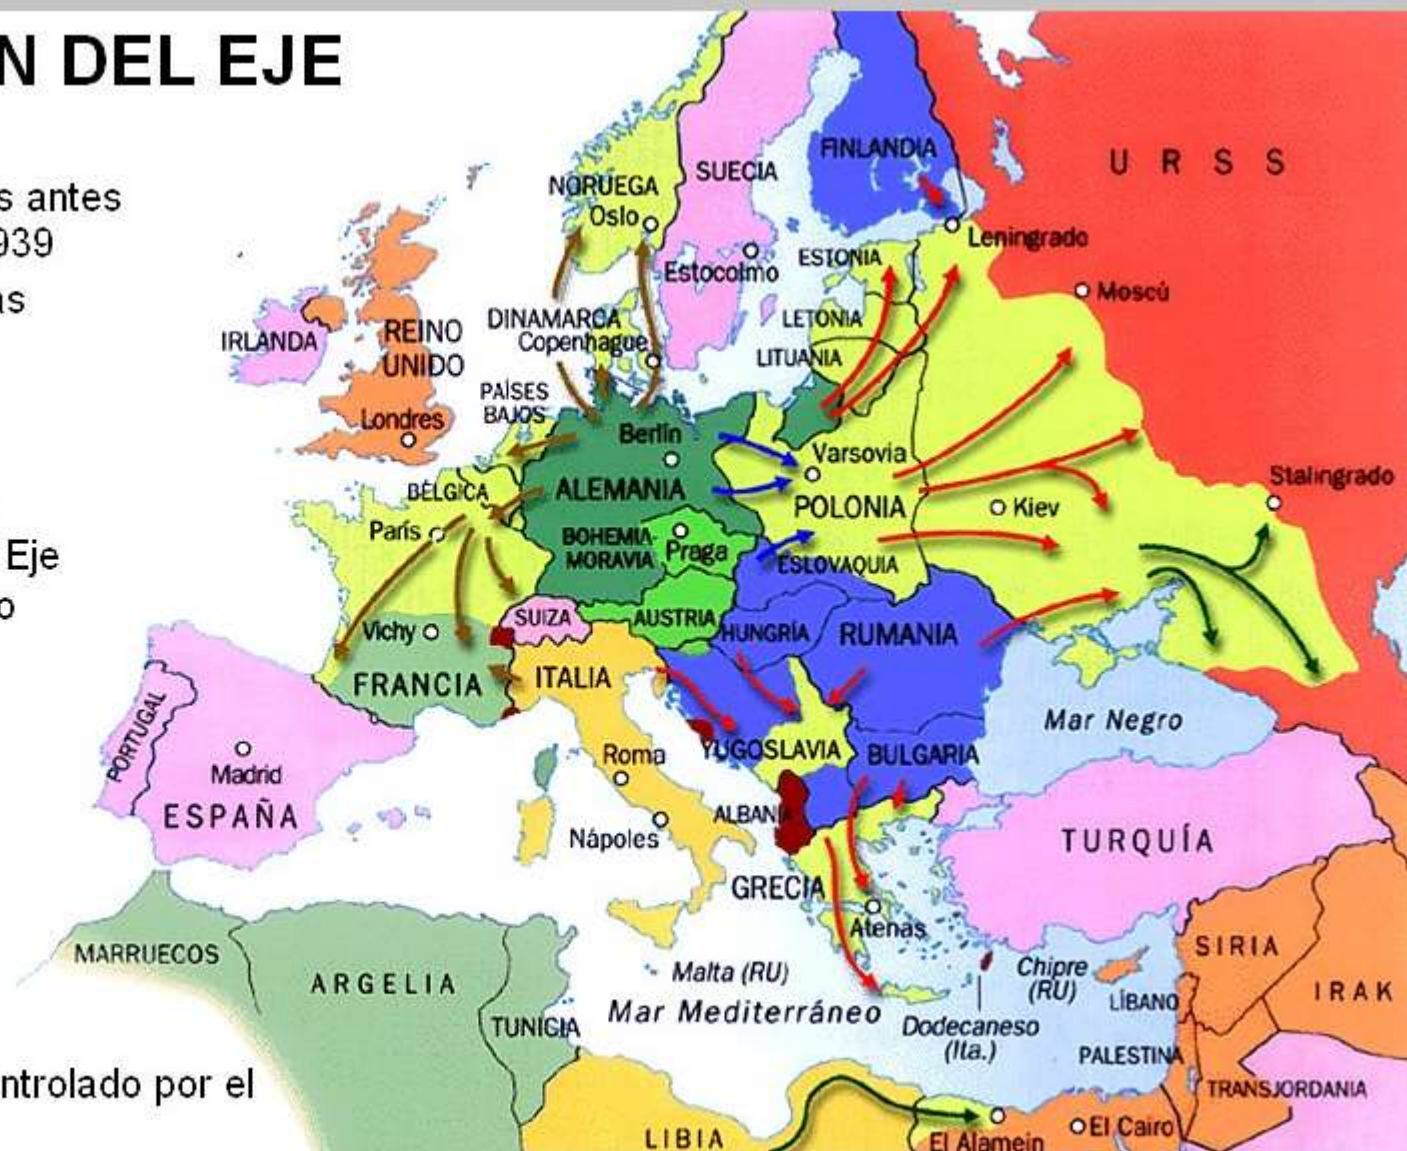 N DEL EJE
s antes
939
as
Eje
o
ntrolado por el
FINLANDIA
U R S S
SUECIA
NORUEGA
Oslo
Leningrado
ESTONIA
Estocolmo
Moscú
DINAMARCA
Copenhague
LETONIA
IRLANDA
REINO
UNIDO
LITUANIA
PAÍSES
BAJOS
Londres
Berlín
Varsovia
Stalingrado
BÉLGICA
ALEMANIA
POLONIA
Kiev
París
BOHEMIA-
MORAVIA
Praga
ESLOVAQUIA
SUIZA
AUSTRIA
Vichy
HUNGRÍA
RUMANIA
FRANCIA
ITALIA
PORTUGAL
Mar Negro
Madrid
Roma
YUGOSLAVIA
BULGARIA
ESPAÑA
ALBANIA
Nápoles
TURQUÍA
GRECIA
Atenas
MARRUECOS
ARGELIA
Malta (RU)
Chipre
(RU)
SIRIA
Mar Mediterráneo
LÍBANO
IRAK
TUNICIA
Dodecaneso
(Ita.)
PALESTINA
TRANSJORDANIA
LIBIA
El Alamein
El Cairo